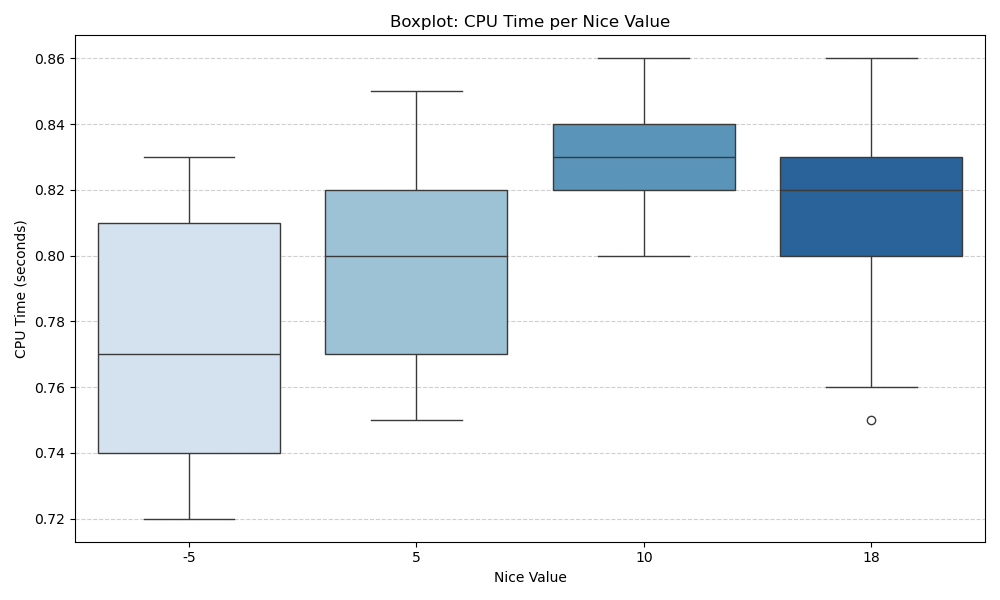 Boxplot: CPU Time per Nice Value
CPU Time (seconds)
0.86
0.84
0.82
0.80
0.78
0.76
0.74
0.72
-5 5 10 18
Nice Value